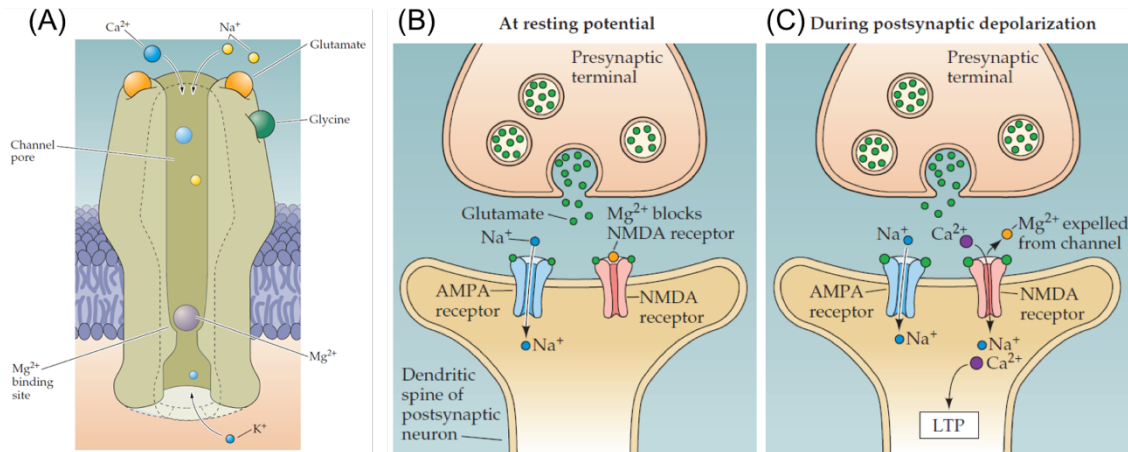 (A)
Ca²⁺
Na⁺
Glutamate
Glycine
Channel
pore
Mg²⁺
binding
site
Mg²⁺
K⁺
(B)
At resting potential
Presynaptic
terminal
Glutamate
Mg²⁺ blocks
NMDA receptor
Na⁺
AMPA
receptor
NMDA
receptor
Na⁺
Dendritic
spine of
postsynaptic
neuron
(C)
During postsynaptic depolarization
Presynaptic
terminal
Na⁺
Ca²⁺
Mg²⁺ expelled
from channel
AMPA
receptor
NMDA
receptor
Na⁺
Na⁺
Ca²⁺
LTP